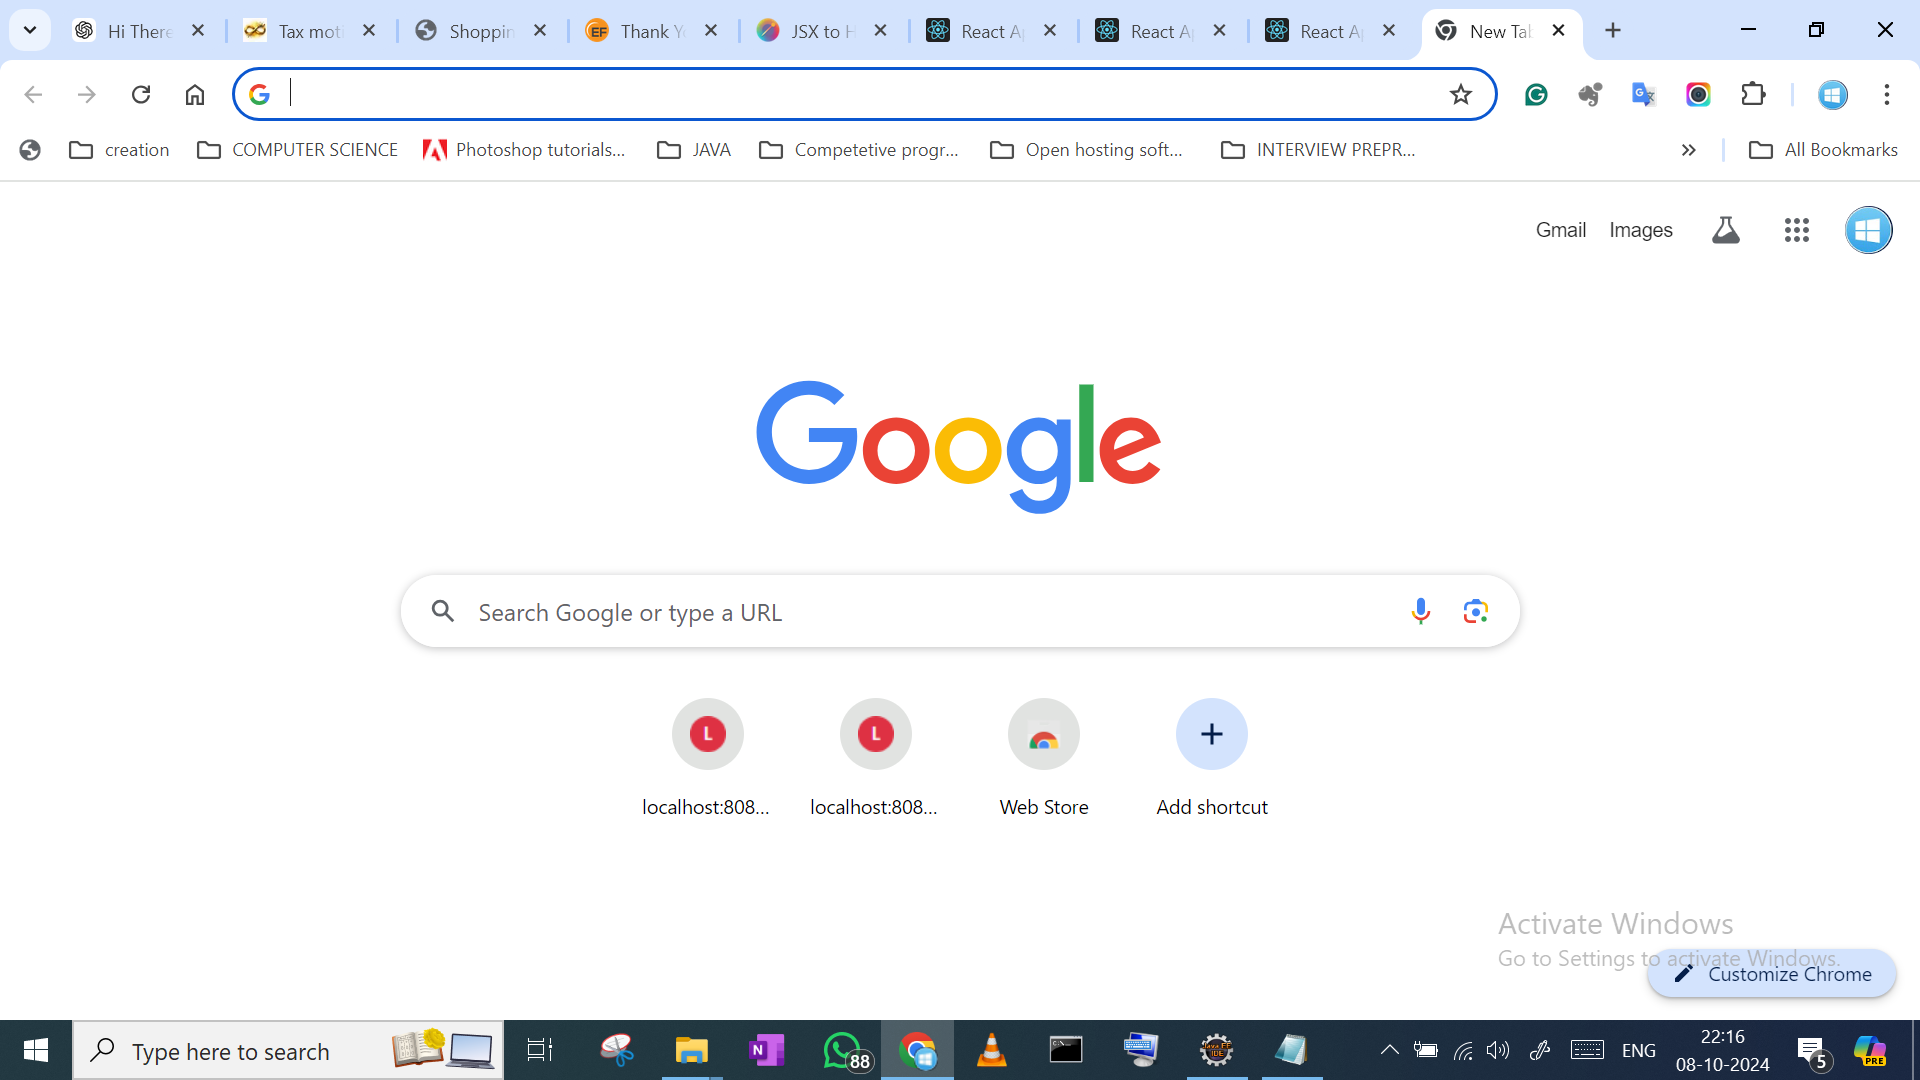 Hi There
Tax mot
Shoppin
Thank Y
JSX to H
React A
React A
React A
New Tab
creation
COMPUTER SCIENCE
Photoshop tutorials...
JAVA
Competetive progr...
Open hosting soft...
INTERVIEW PREPR...
All Bookmarks
Gmail
Images
Google
Search Google or type a URL
localhost:808...
localhost:808...
Web Store
Add shortcut
Activate Windows
Go to Settings to activate Windows.
Customize Chrome
Type here to search
88
ENG
22:16
08-10-2024
5
PRE